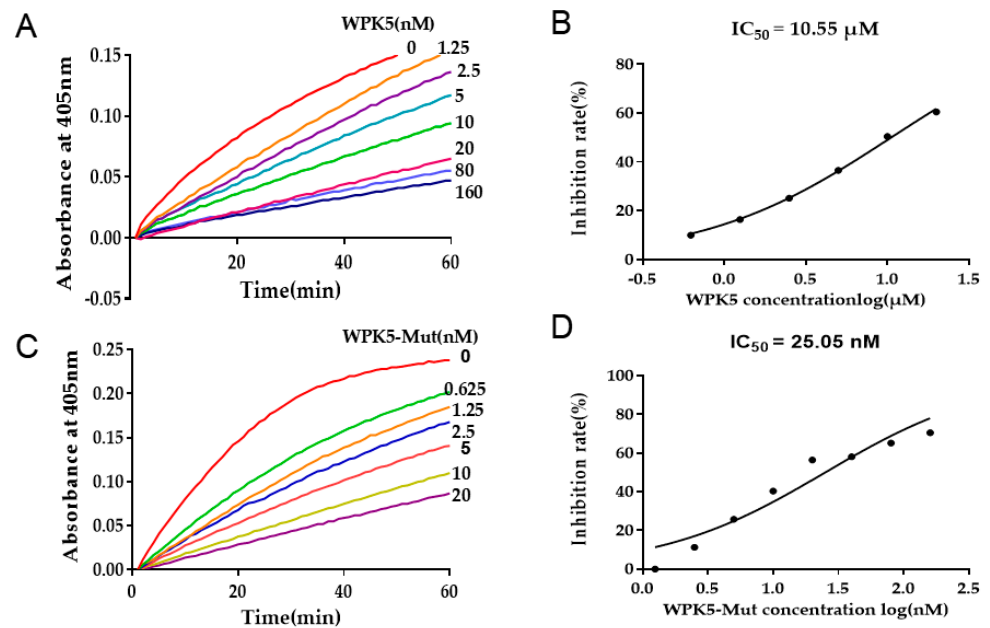 A
WPK5(nM)
0 1.25
2.5
5
10
20
80
160
0.15
0.10
0.05
0.00
-0.05
20 40 60
Absorbance at 405nm
Time(min)
B
IC50 = 10.55 µM
80
60
40
20
0
-0.5 0.0 0.5 1.0 1.5
Inhibition rate(%)
WPK5 concentrationlog(µM)
C
WPK5-Mut(nM)
0
0.625
1.25
2.5
5
10
20
0.25
0.20
0.15
0.10
0.05
0.00
0 20 40 60
Absorbance at 405nm
Time(min)
D
IC50 = 25.05 nM
100
80
60
40
20
0
0.0 0.5 1.0 1.5 2.0 2.5
Inhibition rate(%)
WPK5-Mut concentration log(nM)